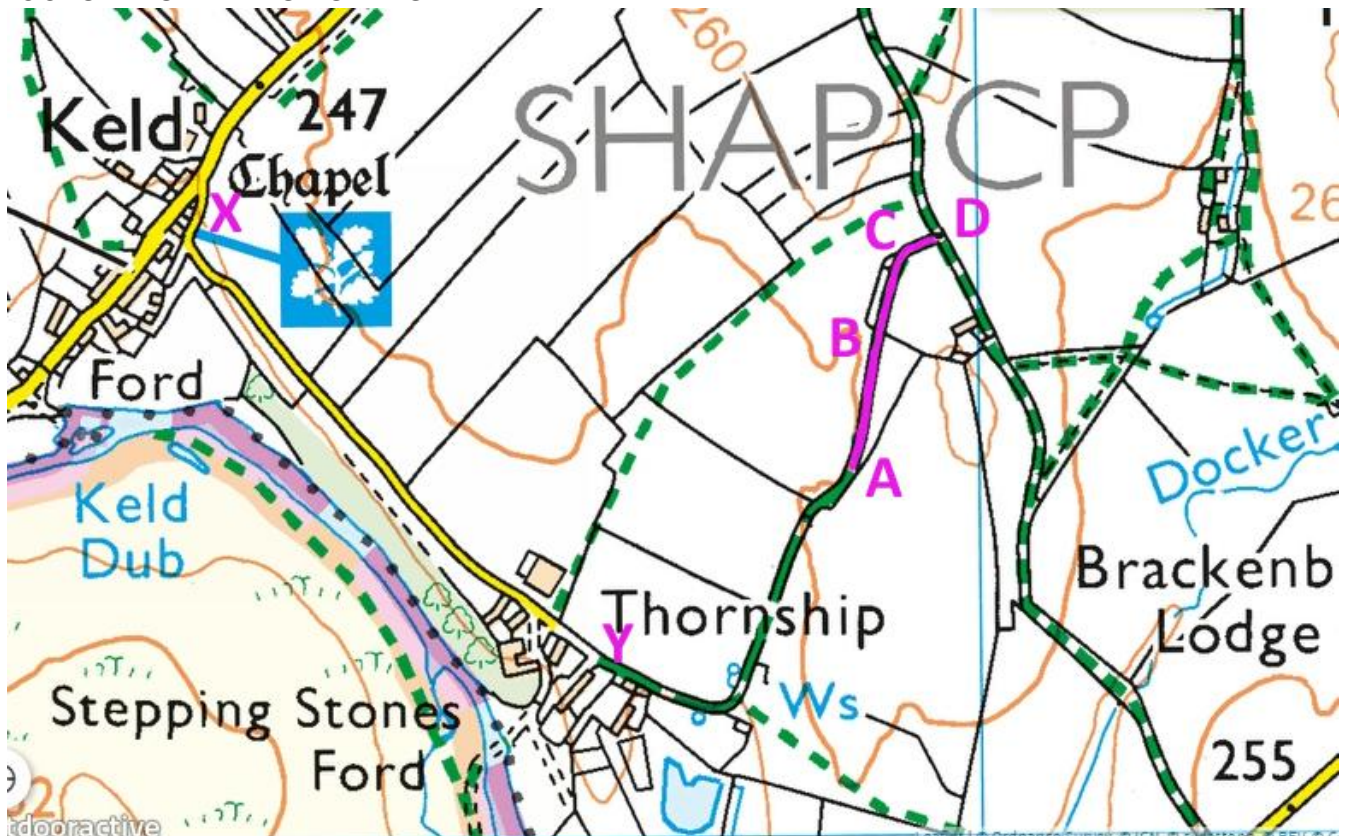 260
Keld
247
SHAP CP
Chapel
X
C
D
26
B
Ford
A
Docker
Keld
Dub
Brackenb
Lodge
Thornship
Y
Ws
Stepping Stones
Ford
255
tdooractive